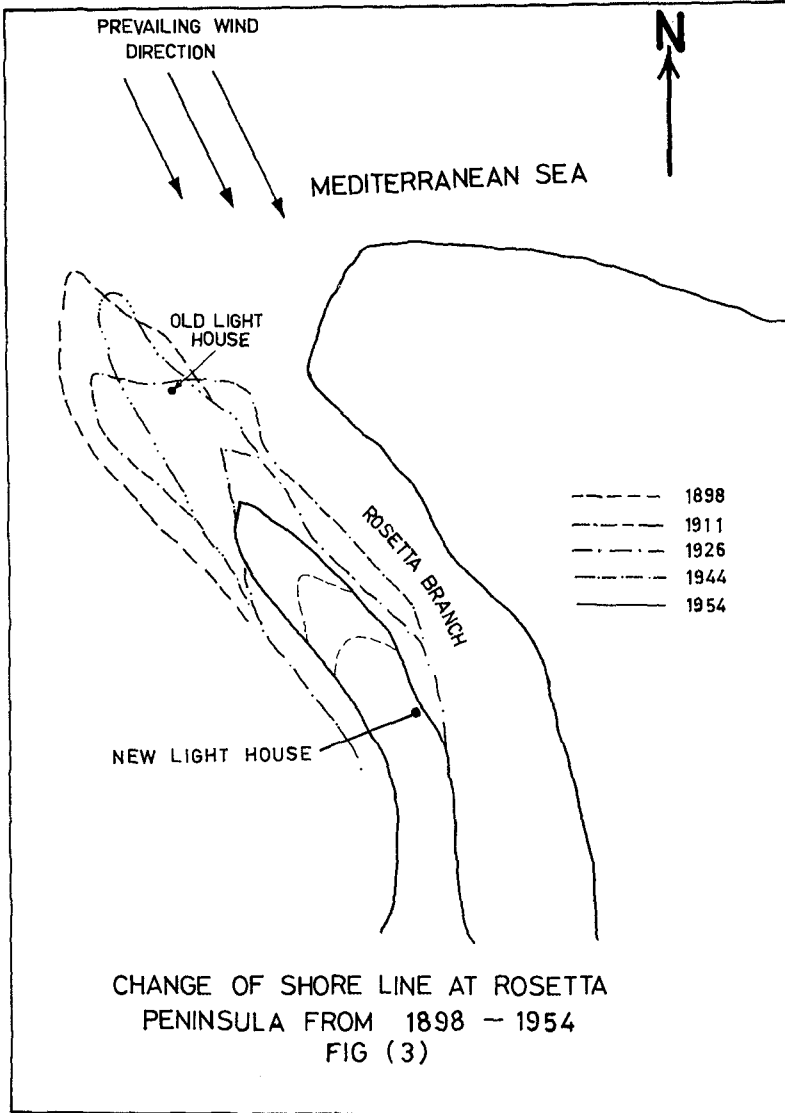 PREVAILING WIND
DIRECTION
N
MEDITERRANEAN SEA
OLD LIGHT
HOUSE
ROSETTA BRANCH
1898
1911
1926
1944
1954
NEW LIGHT HOUSE
CHANGE OF SHORE LINE AT ROSETTA
PENINSULA FROM 1898 - 1954
FIG (3)